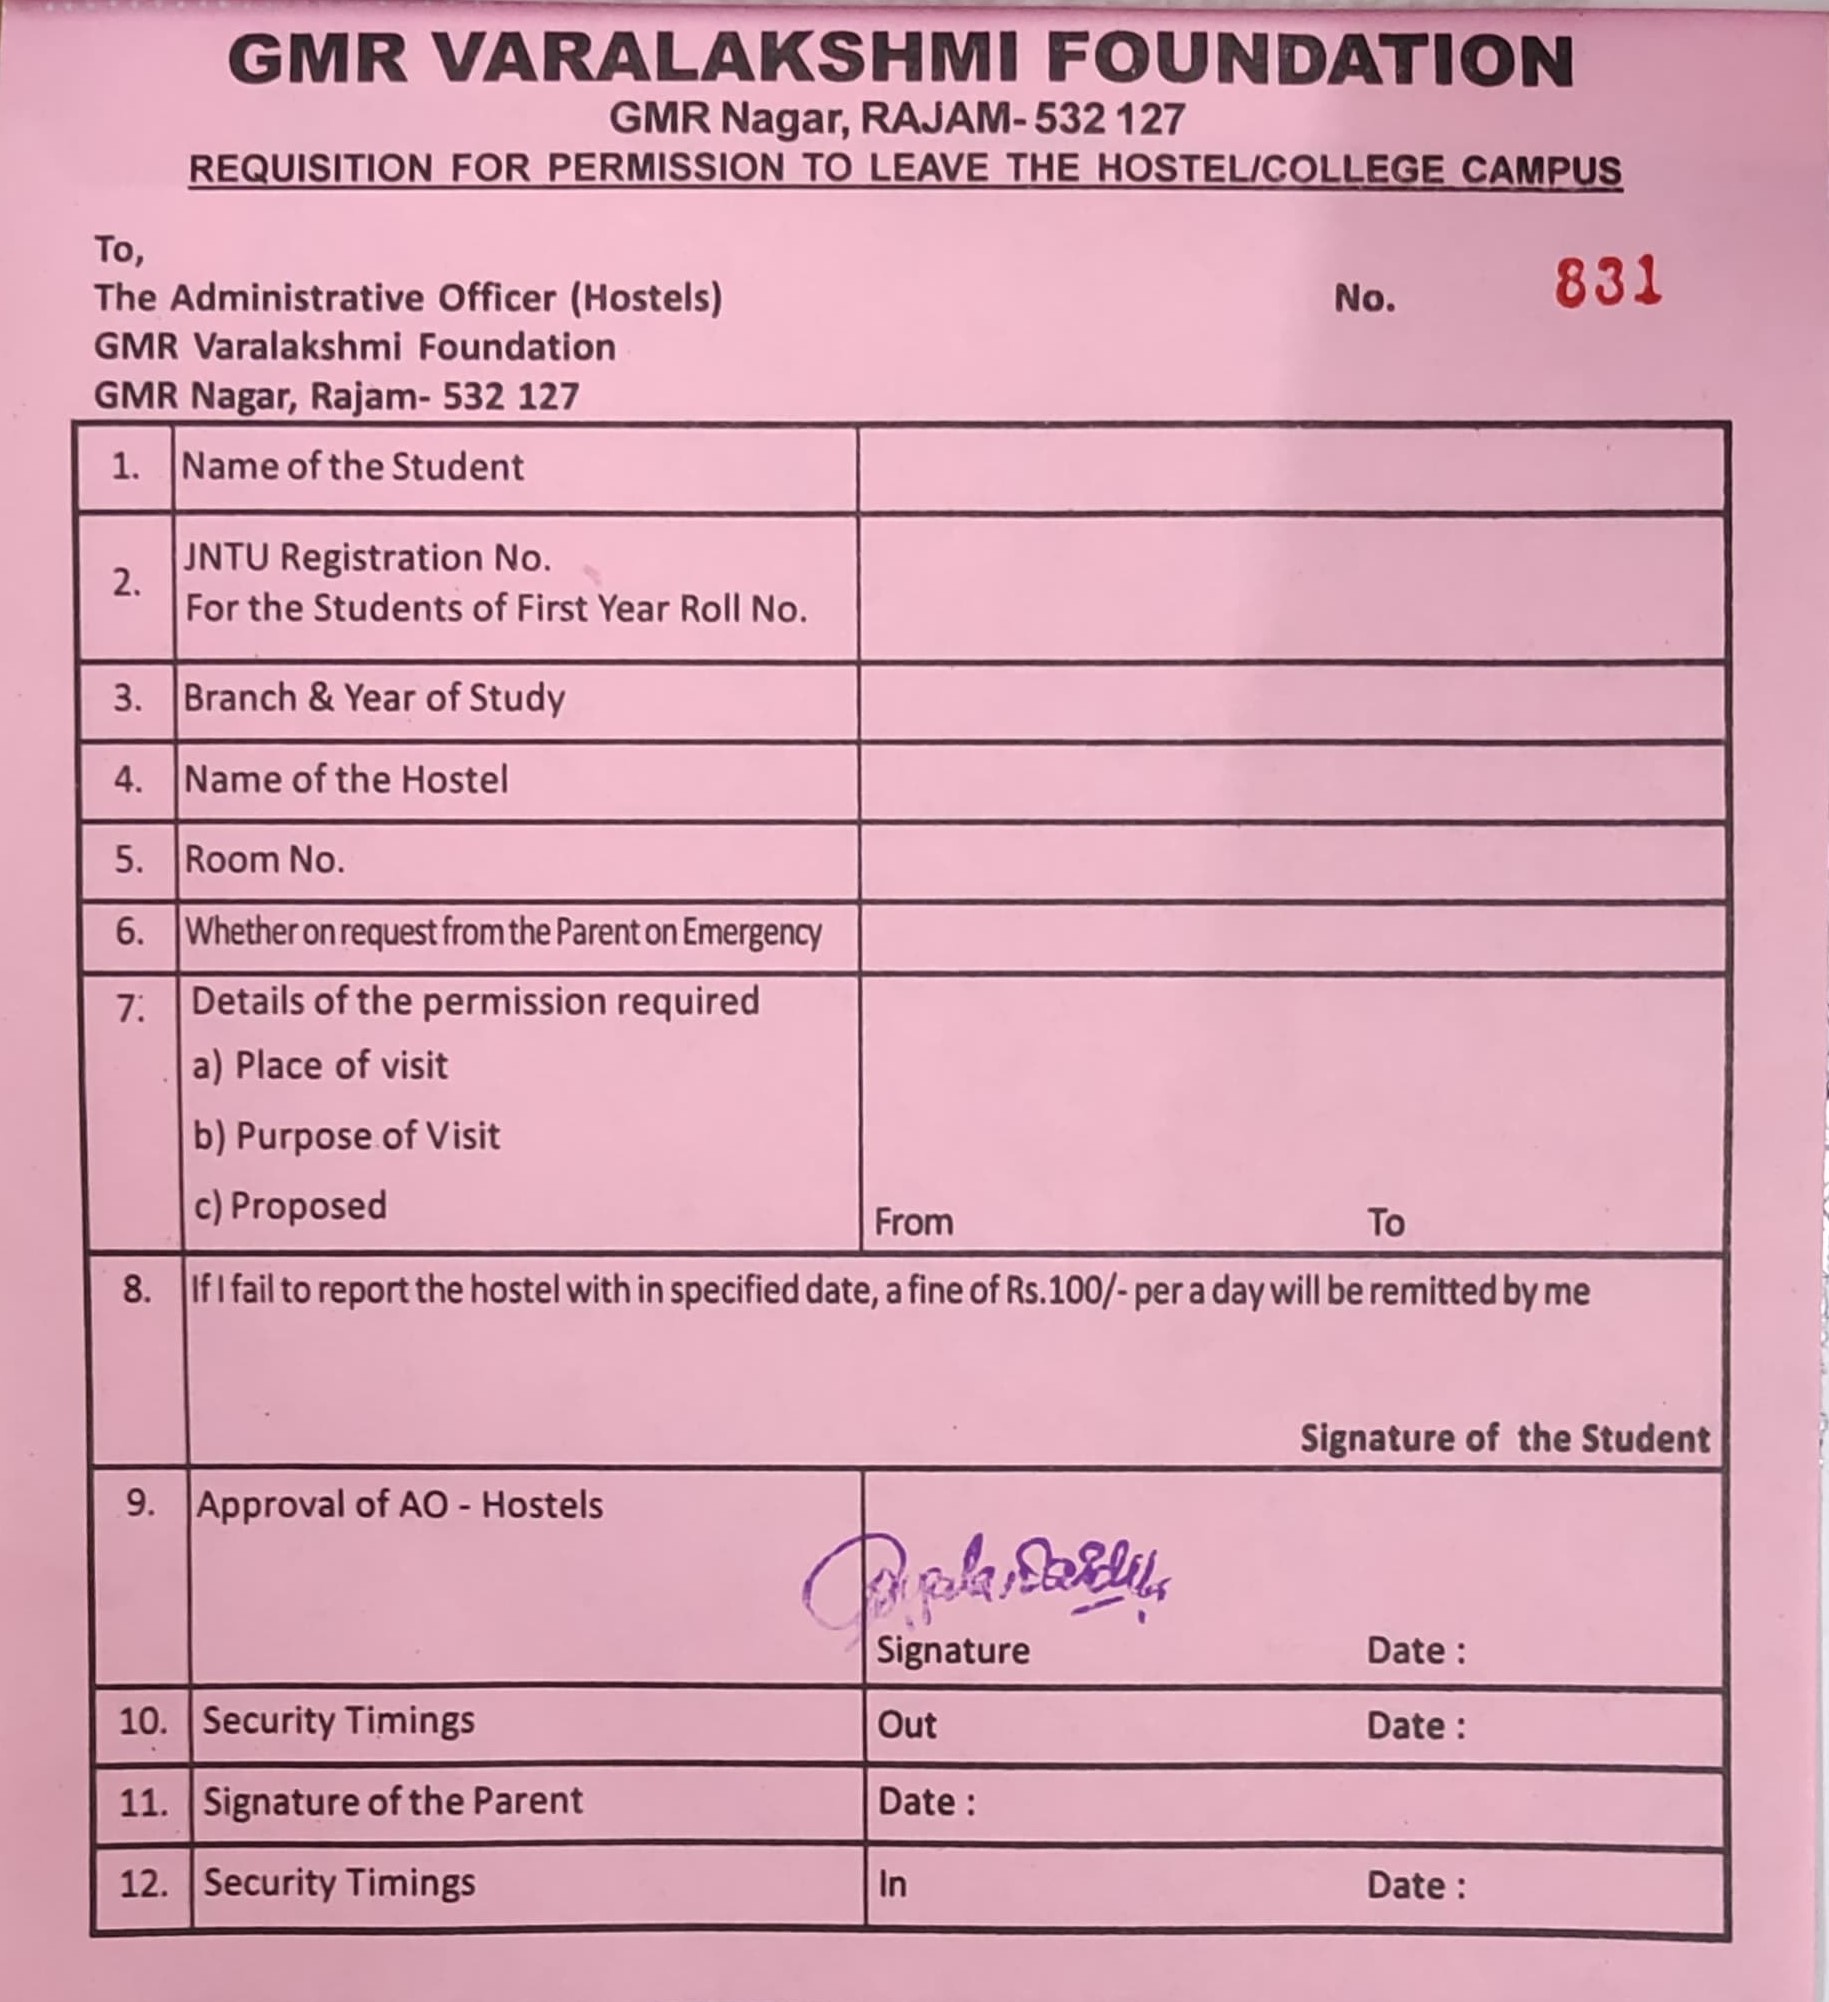 GMR VARALAKSHMI FOUNDATION
GMR Nagar, RAJAM- 532 127
REQUISITION FOR PERMISSION TO LEAVE THE HOSTEL/COLLEGE CAMPUS
To,
The Administrative Officer (Hostels)
No. 831
GMR Varalakshmi Foundation
GMR Nagar, Rajam- 532 127
1. Name of the Student
2. JNTU Registration No.
For the Students of First Year Roll No.
3. Branch & Year of Study
4. Name of the Hostel
5. Room No.
6. Whether on request from the Parent on Emergency
7. Details of the permission required
a) Place of visit
b) Purpose of Visit
c) Proposed From To
8. If I fail to report the hostel with in specified date, a fine of Rs.100/- per a day will be remitted by me
Signature of the Student
9. Approval of AO - Hostels
Signature Date :
10. Security Timings Out Date :
11. Signature of the Parent Date :
12. Security Timings In Date :